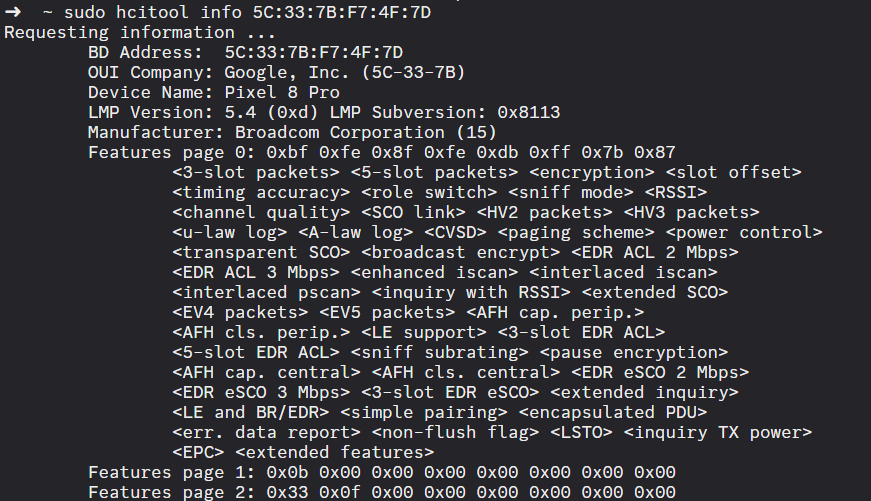 → ~ sudo hcitool info 5C:33:7B:F7:4F:7D
Requesting information ...
BD Address: 5C:33:7B:F7:4F:7D
OUI Company: Google, Inc. (5C-33-7B)
Device Name: Pixel 8 Pro
LMP Version: 5.4 (0xd) LMP Subversion: 0x8113
Manufacturer: Broadcom Corporation (15)
Features page 0: 0xbf 0xfe 0x8f 0xfe 0xdb 0xff 0x7b 0x87
<3-slot packets> <5-slot packets> <encryption> <slot offset>
<timing accuracy> <role switch> <sniff mode> <RSSI>
<channel quality> <SCO link> <HV2 packets> <HV3 packets>
<u-law log> <A-law log> <CVSD> <paging scheme> <power control>
<transparent SCO> <broadcast encrypt> <EDR ACL 2 Mbps>
<EDR ACL 3 Mbps> <enhanced iscan> <interlaced iscan>
<interlaced pscan> <inquiry with RSSI> <extended SCO>
<EV4 packets> <EV5 packets> <AFH cap. perip.>
<AFH cls. perip.> <LE support> <3-slot EDR ACL>
<5-slot EDR ACL> <sniff subrating> <pause encryption>
<AFH cap. central> <AFH cls. central> <EDR eSCO 2 Mbps>
<EDR eSCO 3 Mbps> <3-slot EDR eSCO> <extended inquiry>
<LE and BR/EDR> <simple pairing> <encapsulated PDU>
<err. data report> <non-flush flag> <LSTO> <inquiry TX power>
<EPC> <extended features>
Features page 1: 0x0b 0x00 0x00 0x00 0x00 0x00 0x00 0x00
Features page 2: 0x33 0x0f 0x00 0x00 0x00 0x00 0x00 0x00